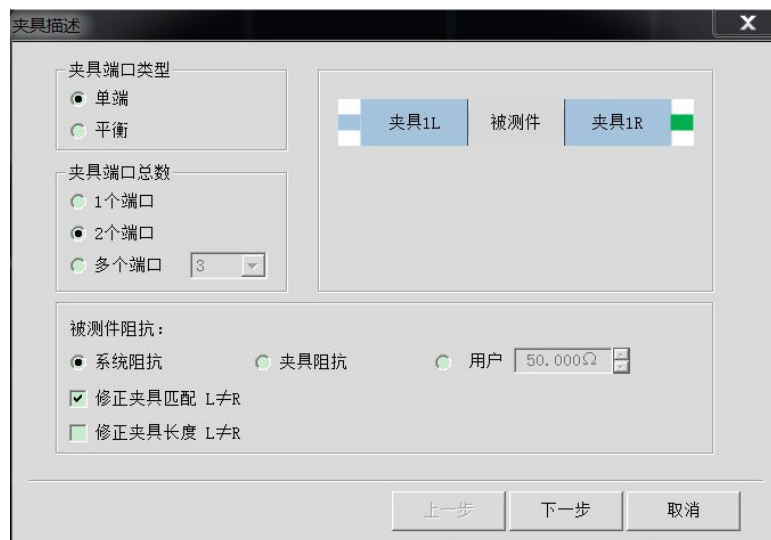 夹具描述
X
夹具端口类型
单端
平衡
夹具1L 被测件 夹具1R
夹具端口总数
1个端口
2个端口
多个端口 3
被测件阻抗：
系统阻抗 夹具阻抗 用户 50.000Ω
修正夹具匹配 L≠R
修正夹具长度 L≠R
上一步 下一步 取消